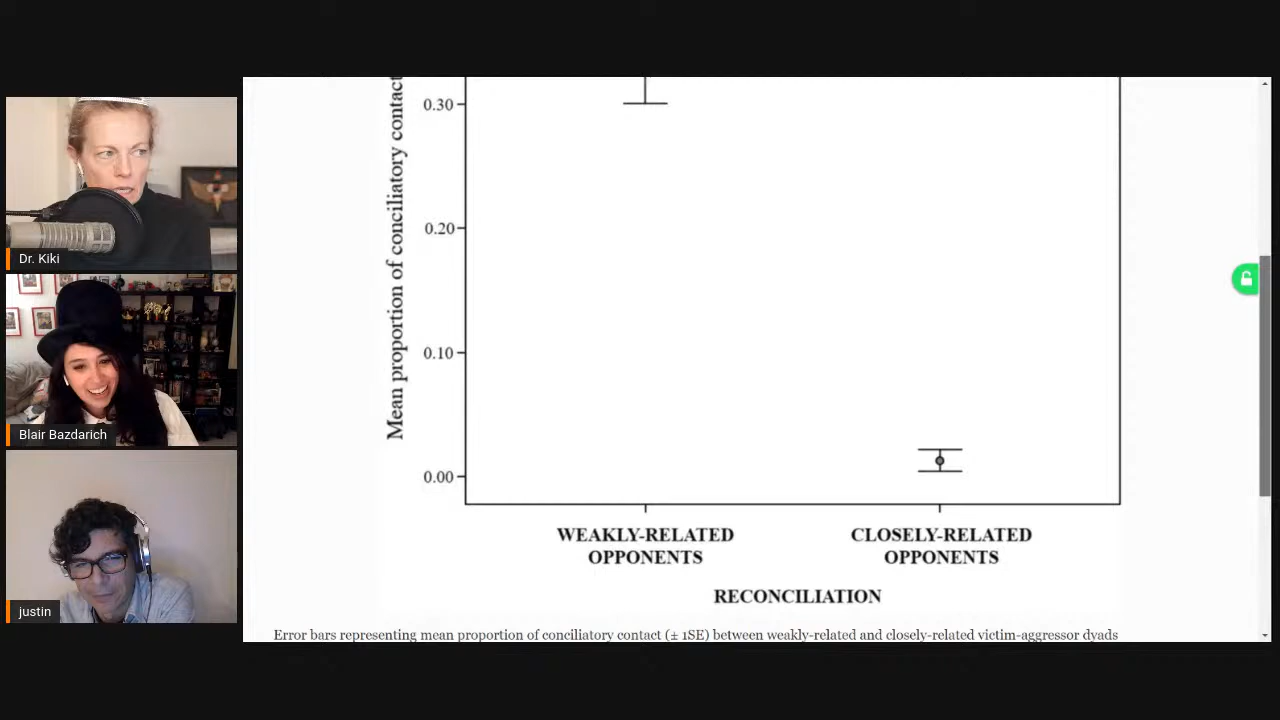 Dr. Kiki
Blair Bazdarich
justin
Mean proportion of conciliatory contact
0.30
0.20
0.10
0.00
WEAKLY-RELATED
OPPONENTS
CLOSELY-RELATED
OPPONENTS
RECONCILIATION
Error bars representing mean proportion of conciliatory contact (± 1SE) between weakly-related and closely-related victim-aggressor dyads